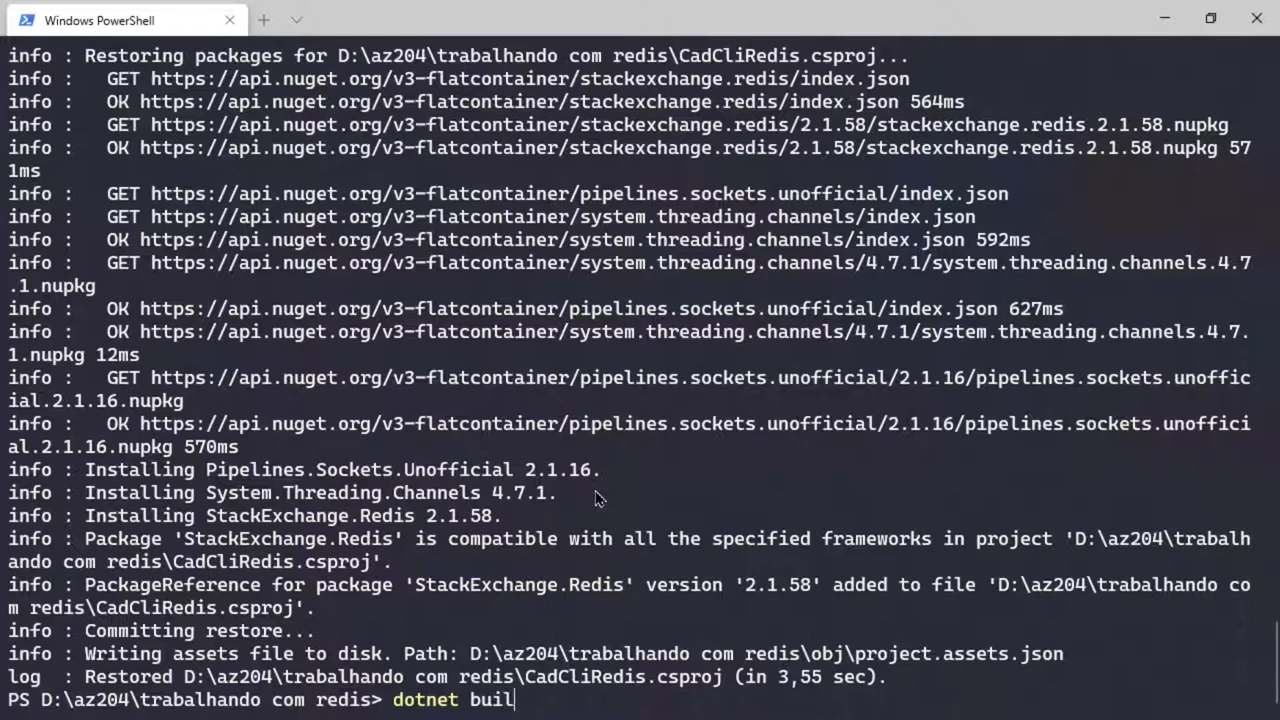 Windows PowerShell
info : Restoring packages for D:\az204\trabalhando com redis\CadCliRedis.csproj...
info :   GET https://api.nuget.org/v3-flatcontainer/stackexchange.redis/index.json
info :   OK https://api.nuget.org/v3-flatcontainer/stackexchange.redis/index.json 564ms
info :   GET https://api.nuget.org/v3-flatcontainer/stackexchange.redis/2.1.58/stackexchange.redis.2.1.58.nupkg
info :   OK https://api.nuget.org/v3-flatcontainer/stackexchange.redis/2.1.58/stackexchange.redis.2.1.58.nupkg 57
1ms
info :   GET https://api.nuget.org/v3-flatcontainer/pipelines.sockets.unofficial/index.json
info :   GET https://api.nuget.org/v3-flatcontainer/system.threading.channels/index.json
info :   OK https://api.nuget.org/v3-flatcontainer/system.threading.channels/index.json 592ms
info :   GET https://api.nuget.org/v3-flatcontainer/system.threading.channels/4.7.1/system.threading.channels.4.7
.1.nupkg
info :   OK https://api.nuget.org/v3-flatcontainer/pipelines.sockets.unofficial/index.json 627ms
info :   OK https://api.nuget.org/v3-flatcontainer/system.threading.channels/4.7.1/system.threading.channels.4.7.
1.nupkg 12ms
info :   GET https://api.nuget.org/v3-flatcontainer/pipelines.sockets.unofficial/2.1.16/pipelines.sockets.unoffic
ial.2.1.16.nupkg
info :   OK https://api.nuget.org/v3-flatcontainer/pipelines.sockets.unofficial/2.1.16/pipelines.sockets.unoffici
al.2.1.16.nupkg 570ms
info : Installing Pipelines.Sockets.Unofficial 2.1.16.
info : Installing System.Threading.Channels 4.7.1.
info : Installing StackExchange.Redis 2.1.58.
info : Package 'StackExchange.Redis' is compatible with all the specified frameworks in project 'D:\az204\trabalh
ando com redis\CadCliRedis.csproj'.
info : PackageReference for package 'StackExchange.Redis' version '2.1.58' added to file 'D:\az204\trabalhando co
m redis\CadCliRedis.csproj'.
info : Committing restore...
info : Writing assets file to disk. Path: D:\az204\trabalhando com redis\obj\project.assets.json
log  : Restored D:\az204\trabalhando com redis\CadCliRedis.csproj (in 3,55 sec).
PS D:\az204\trabalhando com redis> dotnet buil